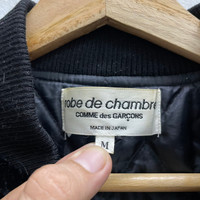 robe de chambre
COMME des GARÇONS
MADE IN JAPAN
M